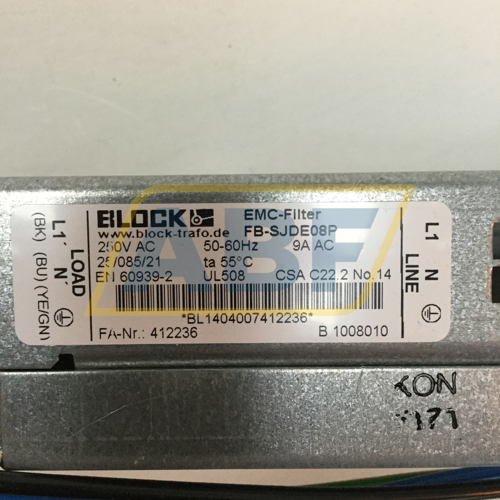 BLOCK
EMC-Filter
www.block-trafo.de
FB-SJDE08P
250V AC 50-60Hz 9A AC
25/085/21 ta 55°C
EN 60939-2 UL508 CSA C22.2 No.14
*BL1404007412236*
FA-Nr.: 412236 B 1008010
LOAD
L1' N'
(BK) (BU) (YE/GN)
L1 N
LINE
ABF